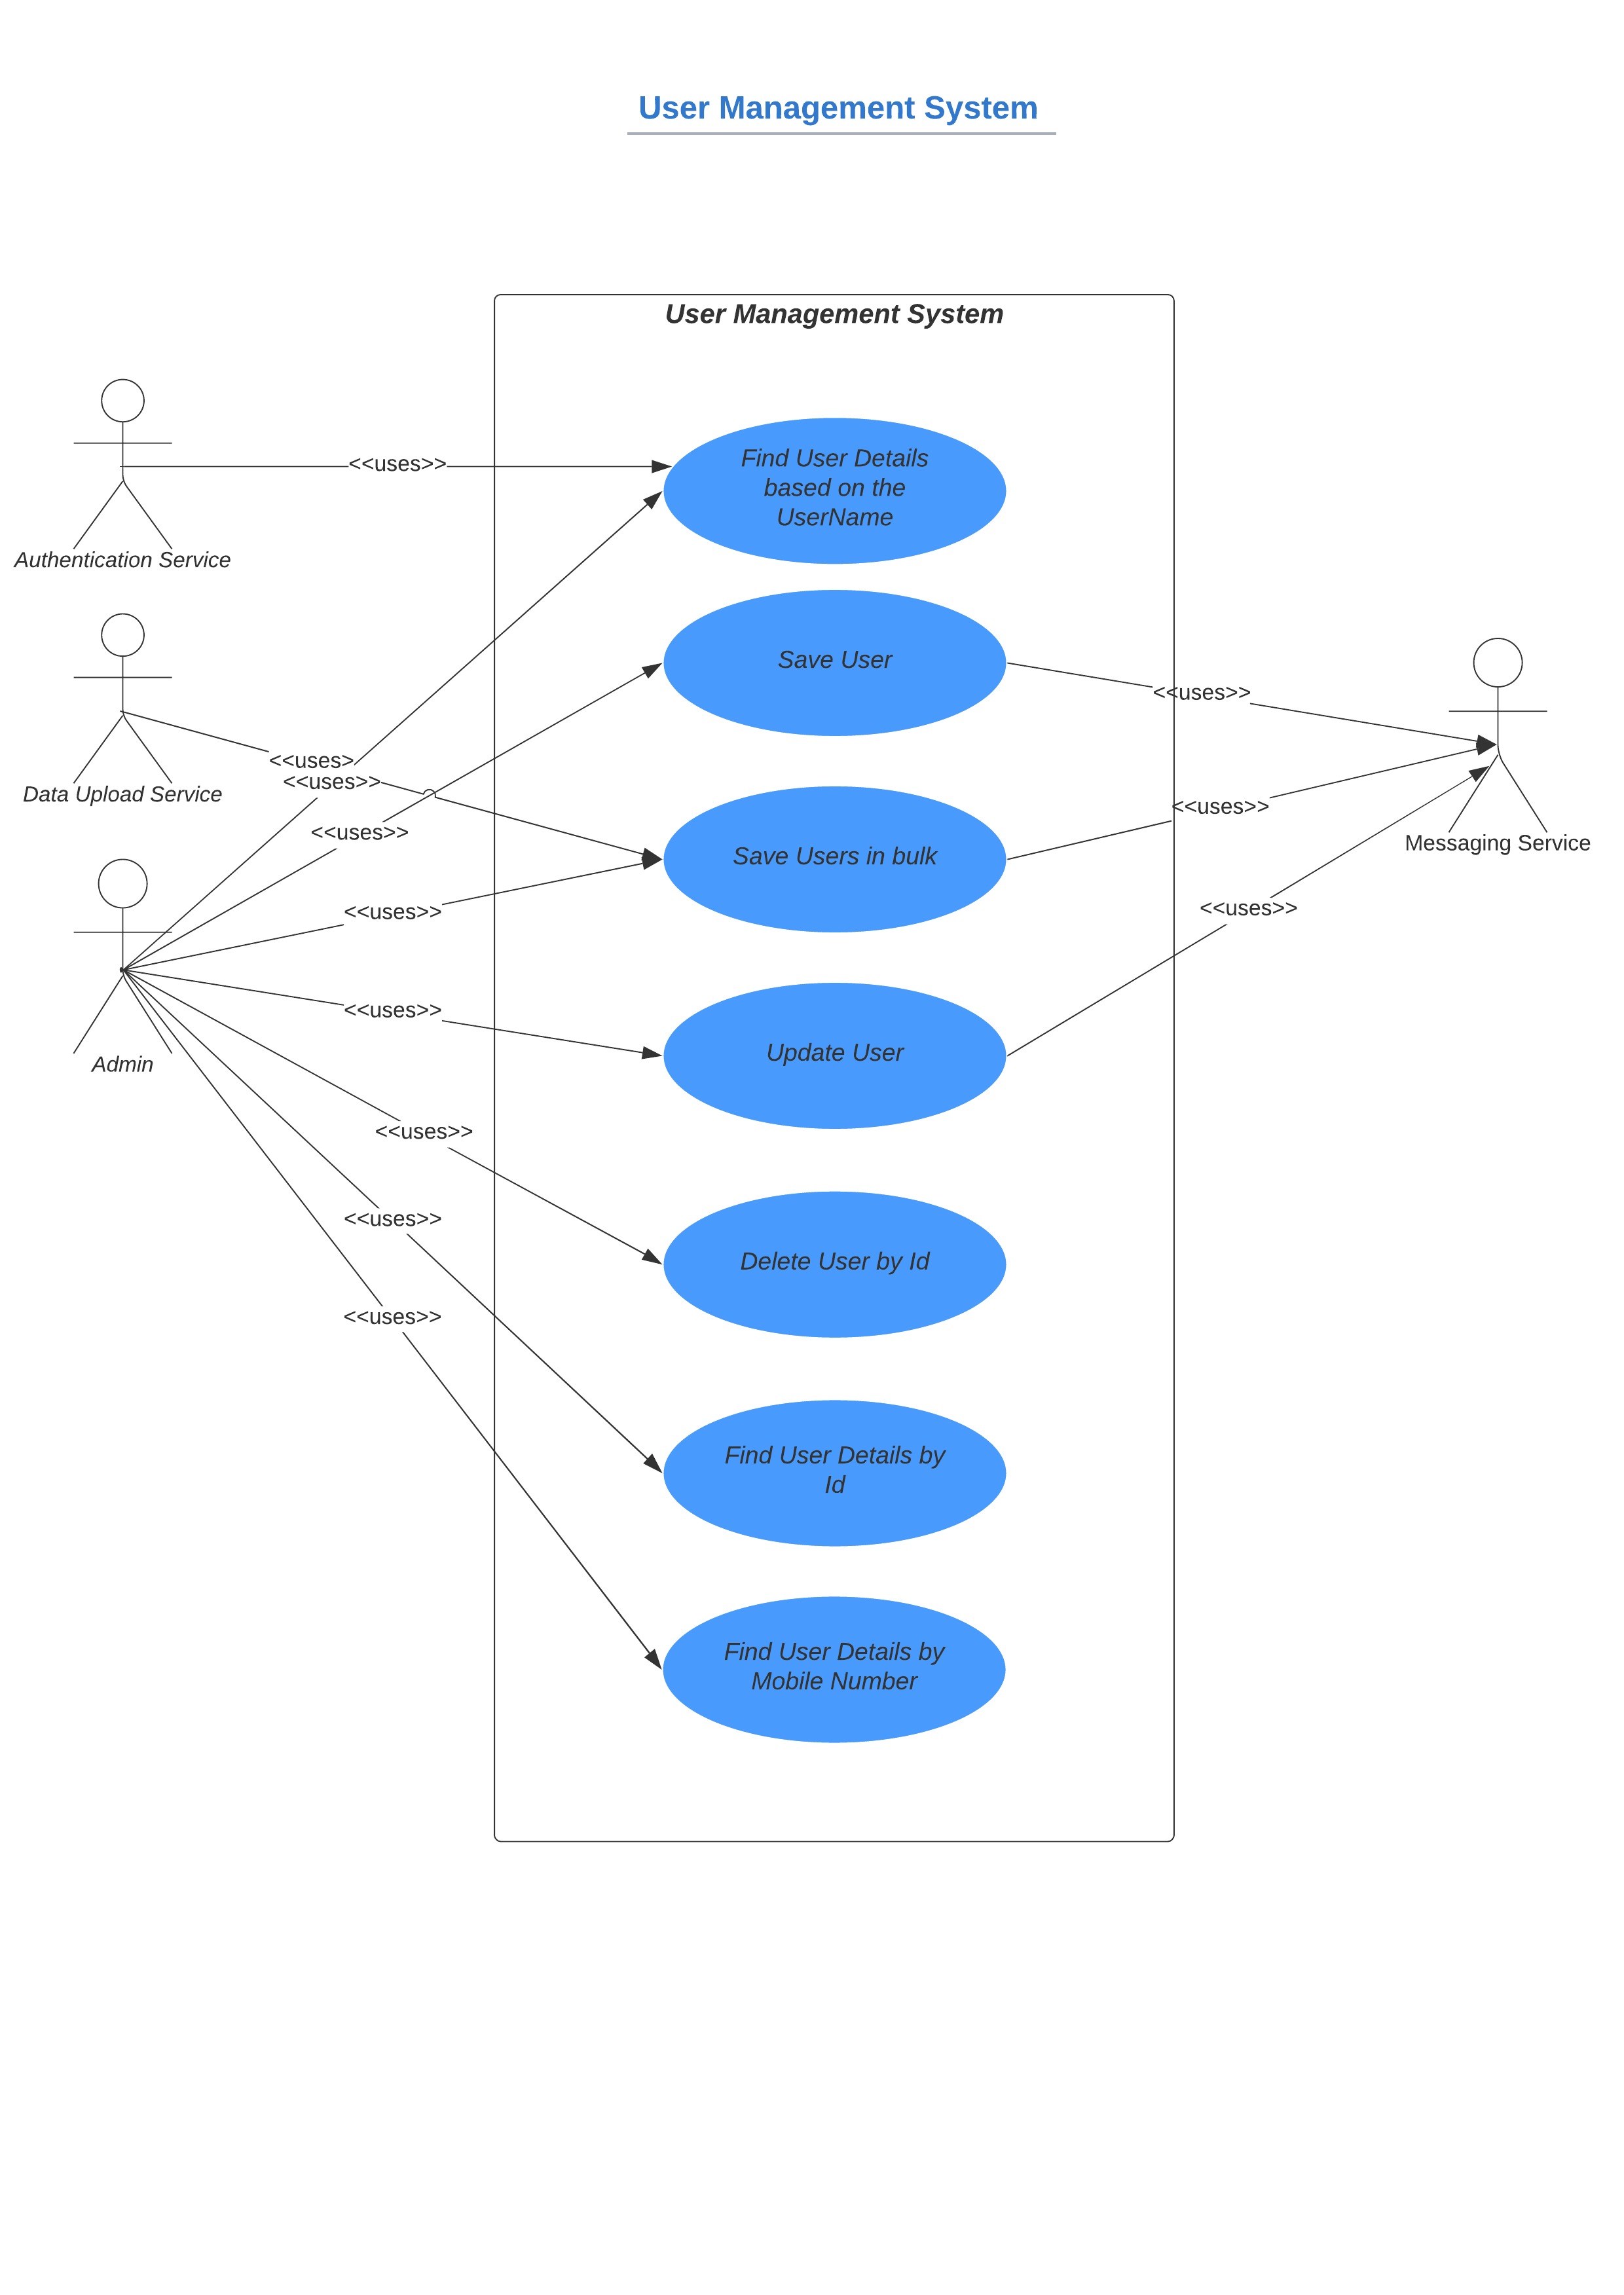 User Management System
User Management System
<<uses>>
Find User Details
based on the
UserName
Authentication Service
Save User
<<uses>>
<<uses>
<<uses>>
Data Upload Service
<<uses>>
<<uses>>
Messaging Service
Save Users in bulk
<<uses>>
<<uses>>
<<uses>>
Update User
Admin
<<uses>>
Delete User by Id
<<uses>>
<<uses>>
Find User Details by
Id
Find User Details by
Mobile Number